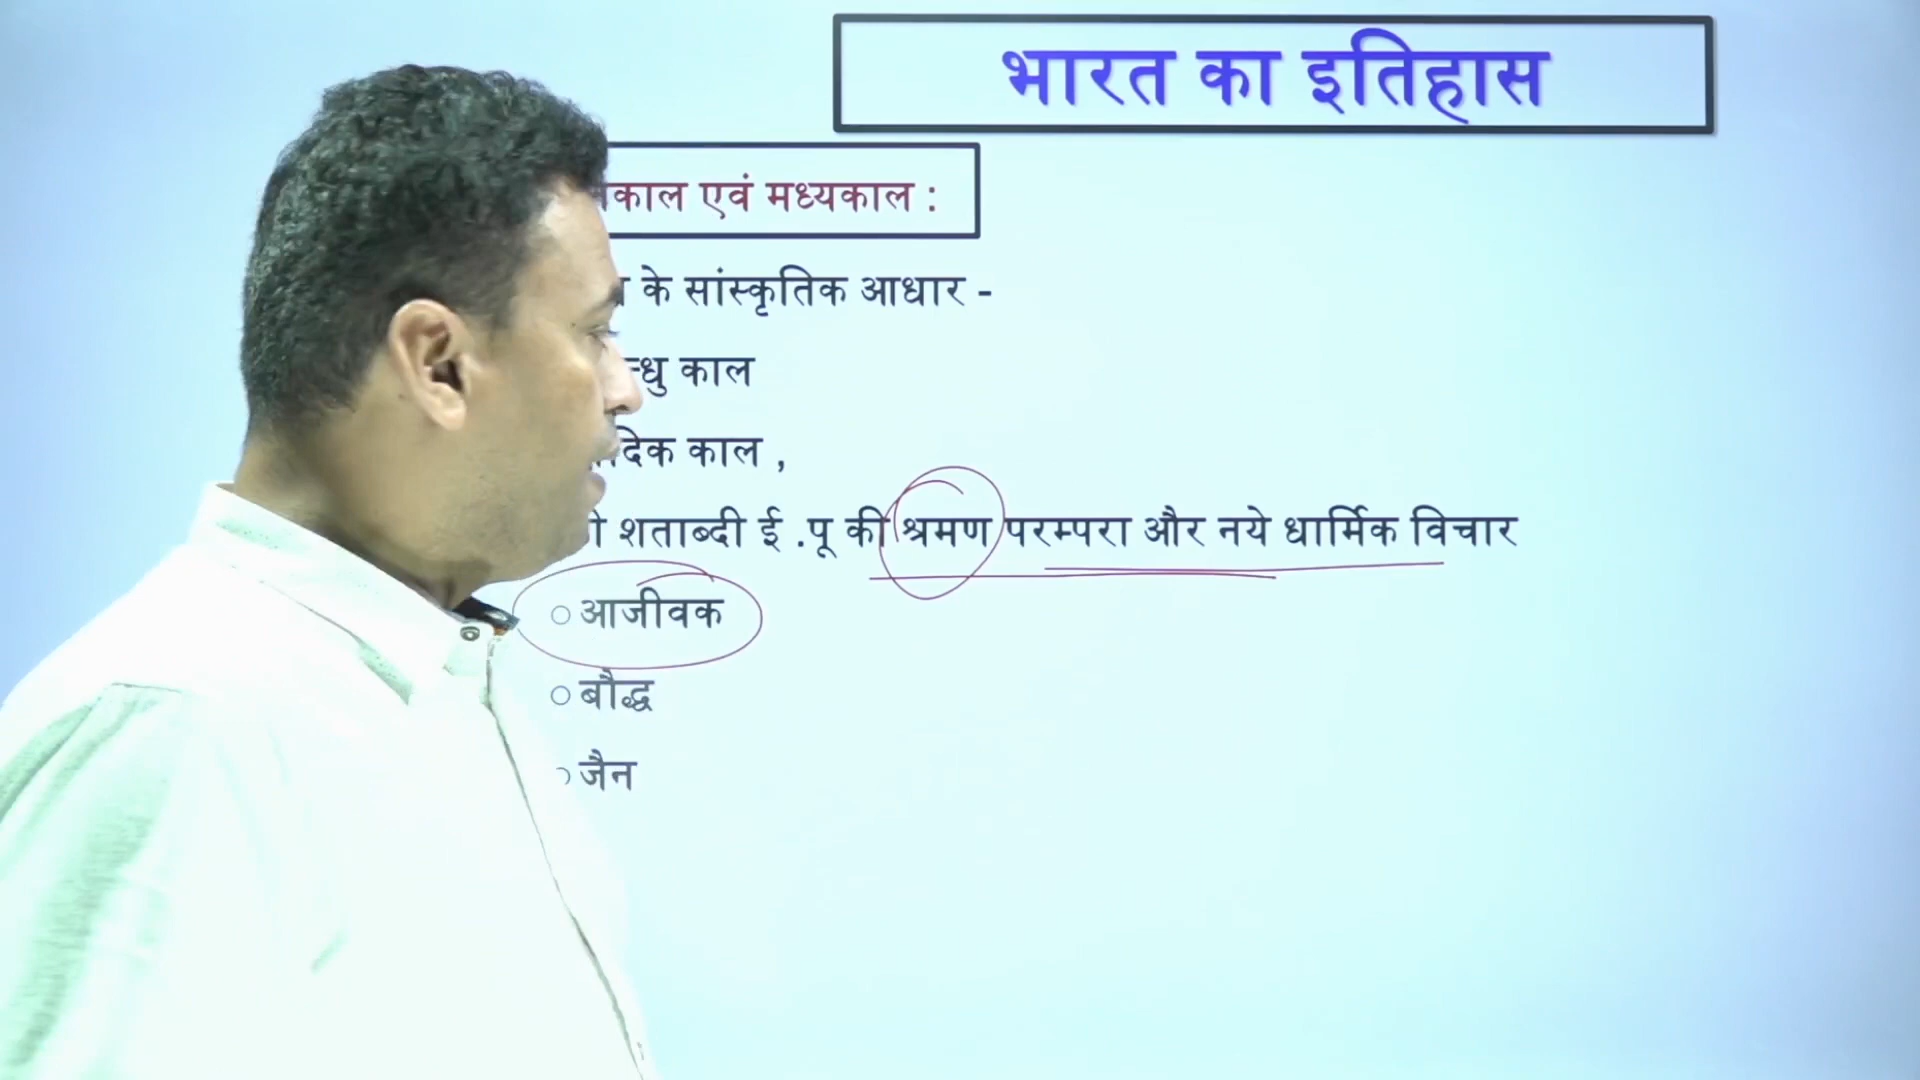 भारत का इतिहास
एवं मध्यकाल :
के सांस्कृतिक आधार -
काल
काल ,
शताब्दी ई .पू की श्रमण परम्परा और नये धार्मिक विचार
○ आजीवक
○ बौद्ध
जैन